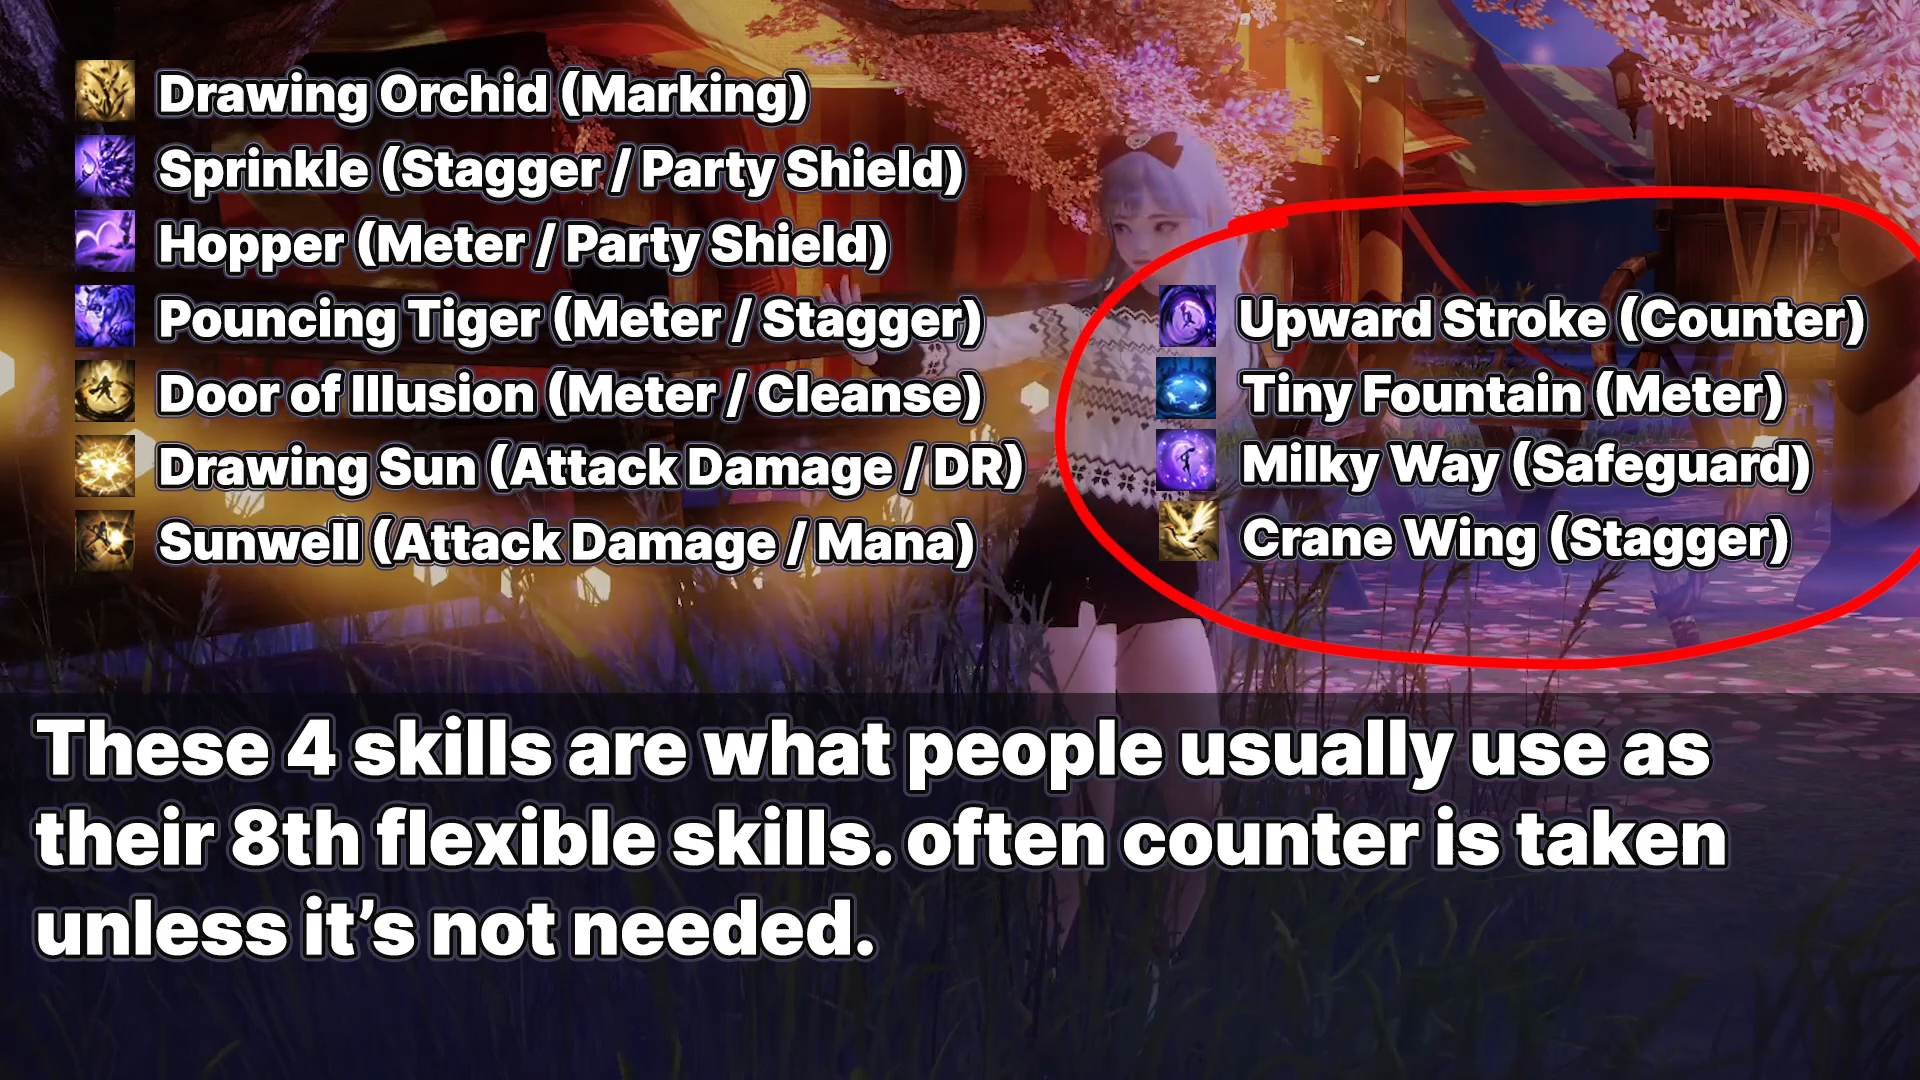 Drawing Orchid (Marking)
Sprinkle (Stagger / Party Shield)
Hopper (Meter / Party Shield)
Pouncing Tiger (Meter / Stagger)
Door of Illusion (Meter / Cleanse)
Drawing Sun (Attack Damage / DR)
Sunwell (Attack Damage / Mana)
Upward Stroke (Counter)
Tiny Fountain (Meter)
Milky Way (Safeguard)
Crane Wing (Stagger)
These 4 skills are what people usually use as
their 8th flexible skills. often counter is taken
unless it’s not needed.